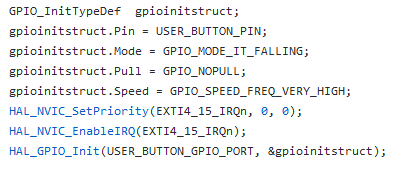 GPIO_InitTypeDef  gpioinitstruct;
gpioinitstruct.Pin = USER_BUTTON_PIN;
gpioinitstruct.Mode = GPIO_MODE_IT_FALLING;
gpioinitstruct.Pull = GPIO_NOPULL;
gpioinitstruct.Speed = GPIO_SPEED_FREQ_VERY_HIGH;
HAL_NVIC_SetPriority(EXTI4_15_IRQn, 0, 0);
HAL_NVIC_EnableIRQ(EXTI4_15_IRQn);
HAL_GPIO_Init(USER_BUTTON_GPIO_PORT, &gpioinitstruct);